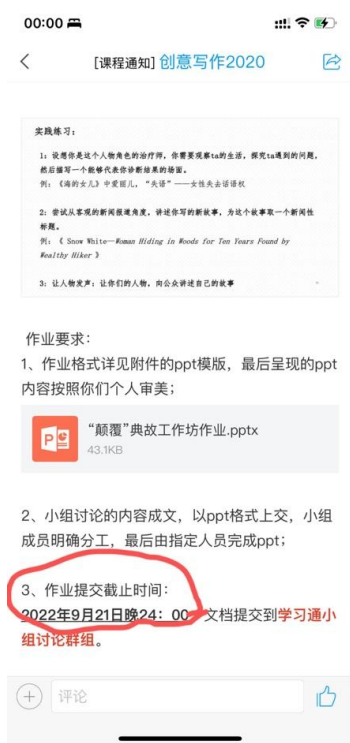 00:00
[课程通知] 创意写作2020
实践练习:
1: 设想你是这个人物角色的治疗师, 你需要观察ta的生活, 探究ta遇到的问题,
然后描写一个能够代表你诊断结果的场面。
例: 《海的女儿》中爱丽儿, “失语”——女性失去话语权
2: 尝试从客观的新闻报道角度, 讲述你写的新故事, 为这个故事取一个新闻性
标题。
例: 《 Snow White—Woman Hiding in Woods for Ten Years Found by
Wealthy Hiker 》
3: 让人物发声: 让你们的人物, 向公众讲述自己的故事
作业要求:
1、作业格式详见附件的ppt模版, 最后呈现的ppt
内容按照你们个人审美;
“颠覆”典故工作坊作业.pptx
43.1KB
2、小组讨论的内容成文, 以ppt格式上交, 小组
成员明确分工, 最后由指定人员完成ppt;
3、作业提交截止时间:
2022年9月21日晚24: 00 文档提交到学习通小
组讨论群组。
评论